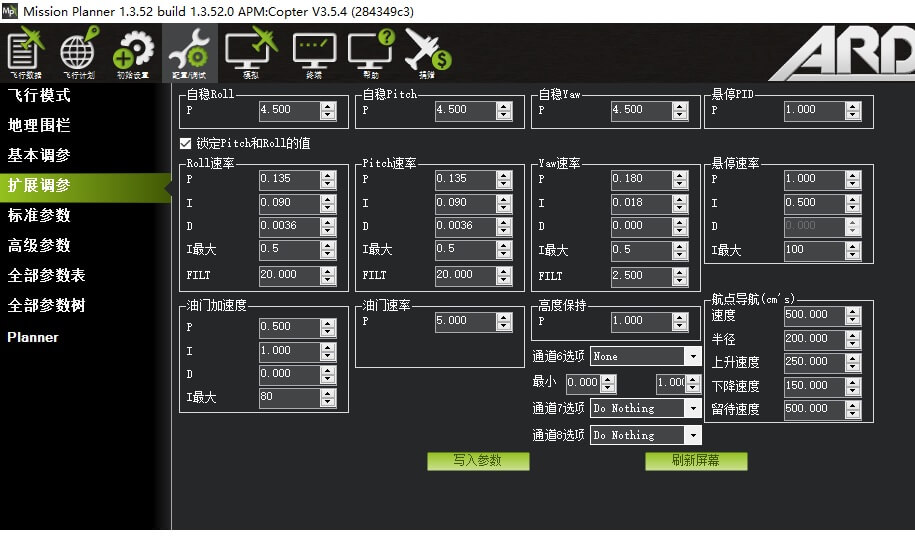 Mission Planner 1.3.52 build 1.3.52.0 APM:Copter V3.5.4 (284349c3)
飞行数据 飞行计划 初始设置 配置/调试 模拟 终端 帮助 捐赠
ARD
飞行模式
地理围栏
基本调参
扩展调参
标准参数
高级参数
全部参数表
全部参数树
Planner
自稳Roll
P 4.500
自稳Pitch
P 4.500
自稳Yaw
P 4.500
悬停PID
P 1.000
锁定Pitch和Roll的值
Roll速率
P 0.135
I 0.090
D 0.0036
I最大 0.5
FILT 20.000
Pitch速率
P 0.135
I 0.090
D 0.0036
I最大 0.5
FILT 20.000
Yaw速率
P 0.180
I 0.018
D 0.000
I最大 0.5
FILT 2.500
悬停速率
P 1.000
I 0.500
D 0.000
I最大 100
油门加速度
P 0.500
I 1.000
D 0.000
I最大 80
油门速率
P 5.000
高度保持
P 1.000
通道6选项 None
最小 0.000 1.000
通道7选项 Do Nothing
通道8选项 Do Nothing
航点导航(cm's)
速度 500.000
半径 200.000
上升速度 250.000
下降速度 150.000
留待速度 500.000
写入参数 刷新屏幕